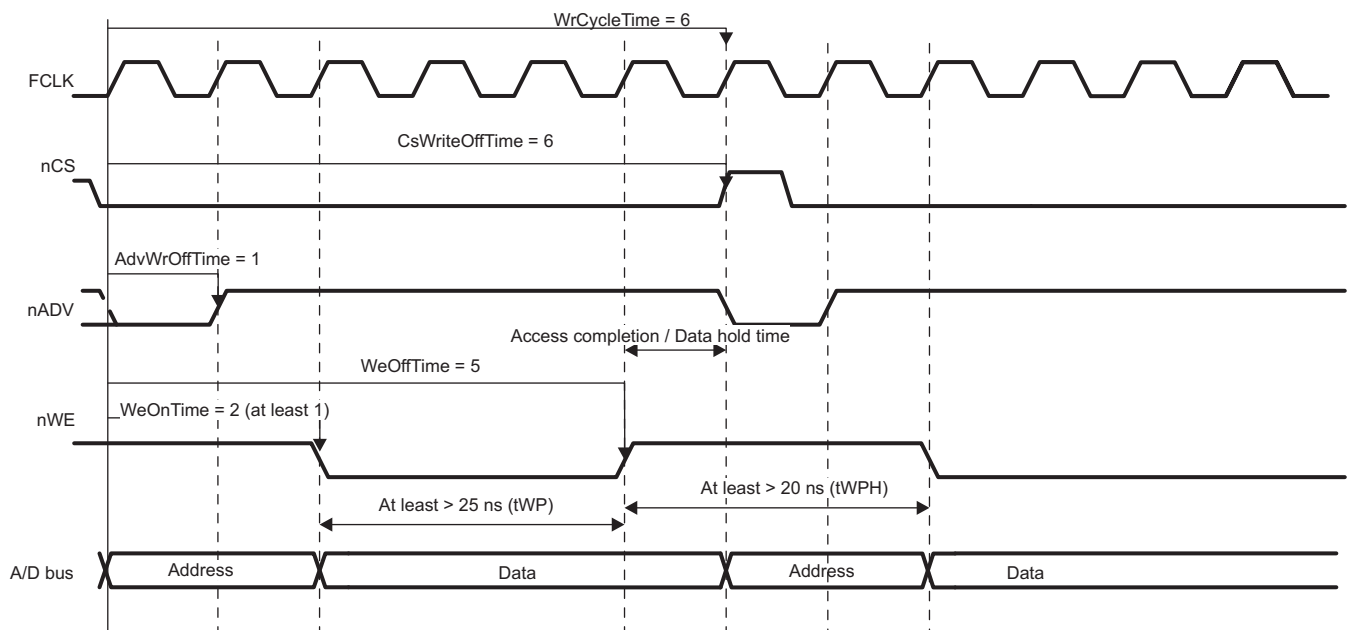 WrCycleTime = 6
FCLK
CsWriteOffTime = 6
nCS
AdvWrOffTime = 1
nADV
Access completion / Data hold time
WeOffTime = 5
WeOnTime = 2 (at least 1)
nWE
At least > 25 ns (tWP)
At least > 20 ns (tWPH)
A/D bus
Address
Data
Address
Data